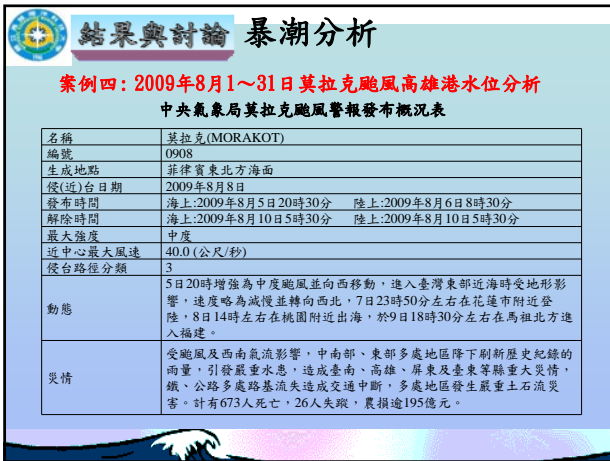 結果與討論 暴潮分析
案例四: 2009年8月1～31日莫拉克颱風高雄港水位分析
中央氣象局莫拉克颱風警報發布概況表
名稱 莫拉克(MORAKOT)
編號 0908
生成地點 菲律賓東北方海面
侵(近)台日期 2009年8月8日
發布時間 海上:2009年8月5日20時30分 陸上:2009年8月6日8時30分
解除時間 海上:2009年8月10日5時30分 陸上:2009年8月10日5時30分
最大強度 中度
近中心最大風速 40.0 (公尺/秒)
侵台路徑分類 3
動態
5日20時增強為中度颱風並向西移動，進入臺灣東部近海時受地形影
響，速度略為減慢並轉向西北，7日23時50分左右在花蓮市附近登
陸，8日14時左右在桃園附近出海，於9日18時30分左右在馬祖北方進
入福建。
災情
受颱風及西南氣流影響，中南部、東部多處地區降下刷新歷史紀錄的
雨量，引發嚴重水患，造成臺南、高雄、屏東及臺東等縣重大災情，
鐵、公路多處路基流失造成交通中斷，多處地區發生嚴重土石流災
害。計有673人死亡，26人失蹤，農損逾195億元。